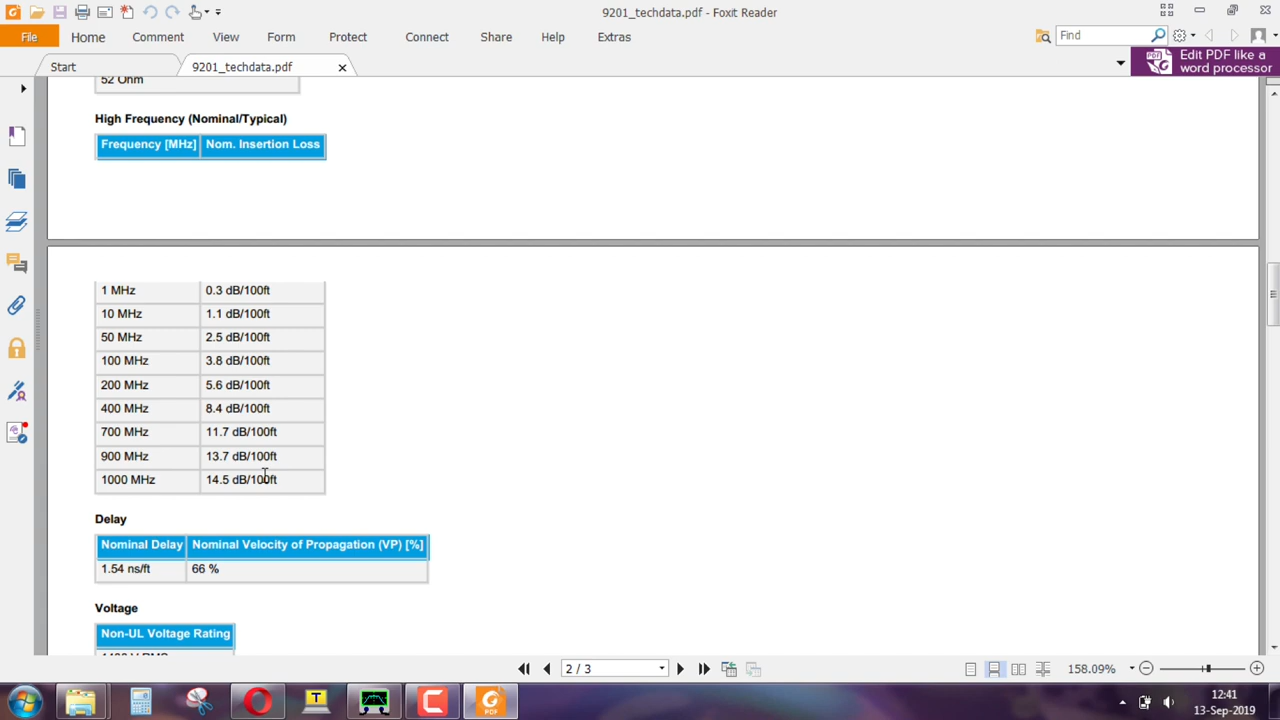 9201_techdata.pdf - Foxit Reader
File Home Comment View Form Protect Connect Share Help Extras
Find
Start 9201_techdata.pdf
Edit PDF like a
word processor
52 Ohm
High Frequency (Nominal/Typical)
Frequency [MHz] Nom. Insertion Loss
1 MHz 0.3 dB/100ft
10 MHz 1.1 dB/100ft
50 MHz 2.5 dB/100ft
100 MHz 3.8 dB/100ft
200 MHz 5.6 dB/100ft
400 MHz 8.4 dB/100ft
700 MHz 11.7 dB/100ft
900 MHz 13.7 dB/100ft
1000 MHz 14.5 dB/100ft
Delay
Nominal Delay Nominal Velocity of Propagation (VP) [%]
1.54 ns/ft 66 %
Voltage
Non-UL Voltage Rating
2 / 3
158.09%
T
PDF
12:41
13-Sep-2019